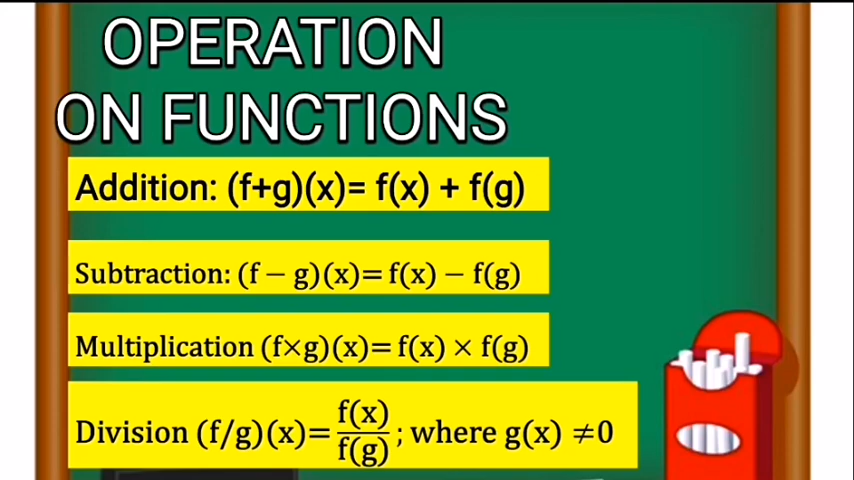 OPERATION
ON FUNCTIONS
Addition: (f+g)(x)= f(x) + f(g)
Subtraction: (f − g)(x)= f(x) − f(g)
Multiplication (f×g)(x)= f(x) × f(g)
Division (f/g)(x)= f(x)/f(g) ; where g(x) ≠0